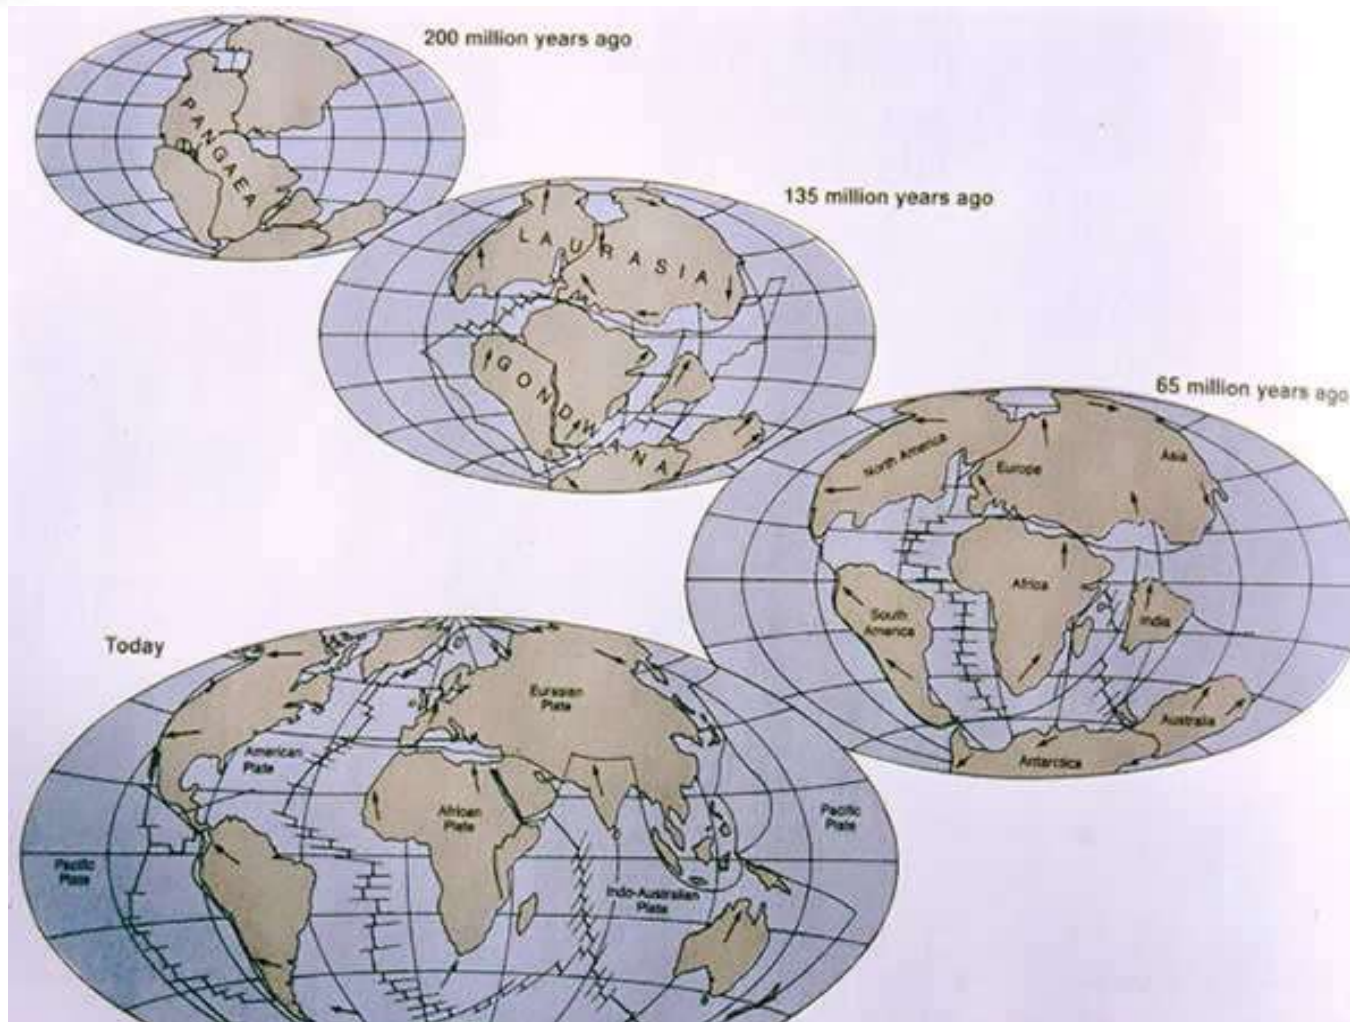 200 million years ago
PANGAEA
135 million years ago
LAURASIA
GONDWANA
65 million years ago
North America
Europe
Asia
Africa
South
America
India
Australia
Antarctica
Today
Eurasian
Plate
American
Plate
African
Plate
Pacific
Plate
Pacific
Plate
Indo-Australian
Plate